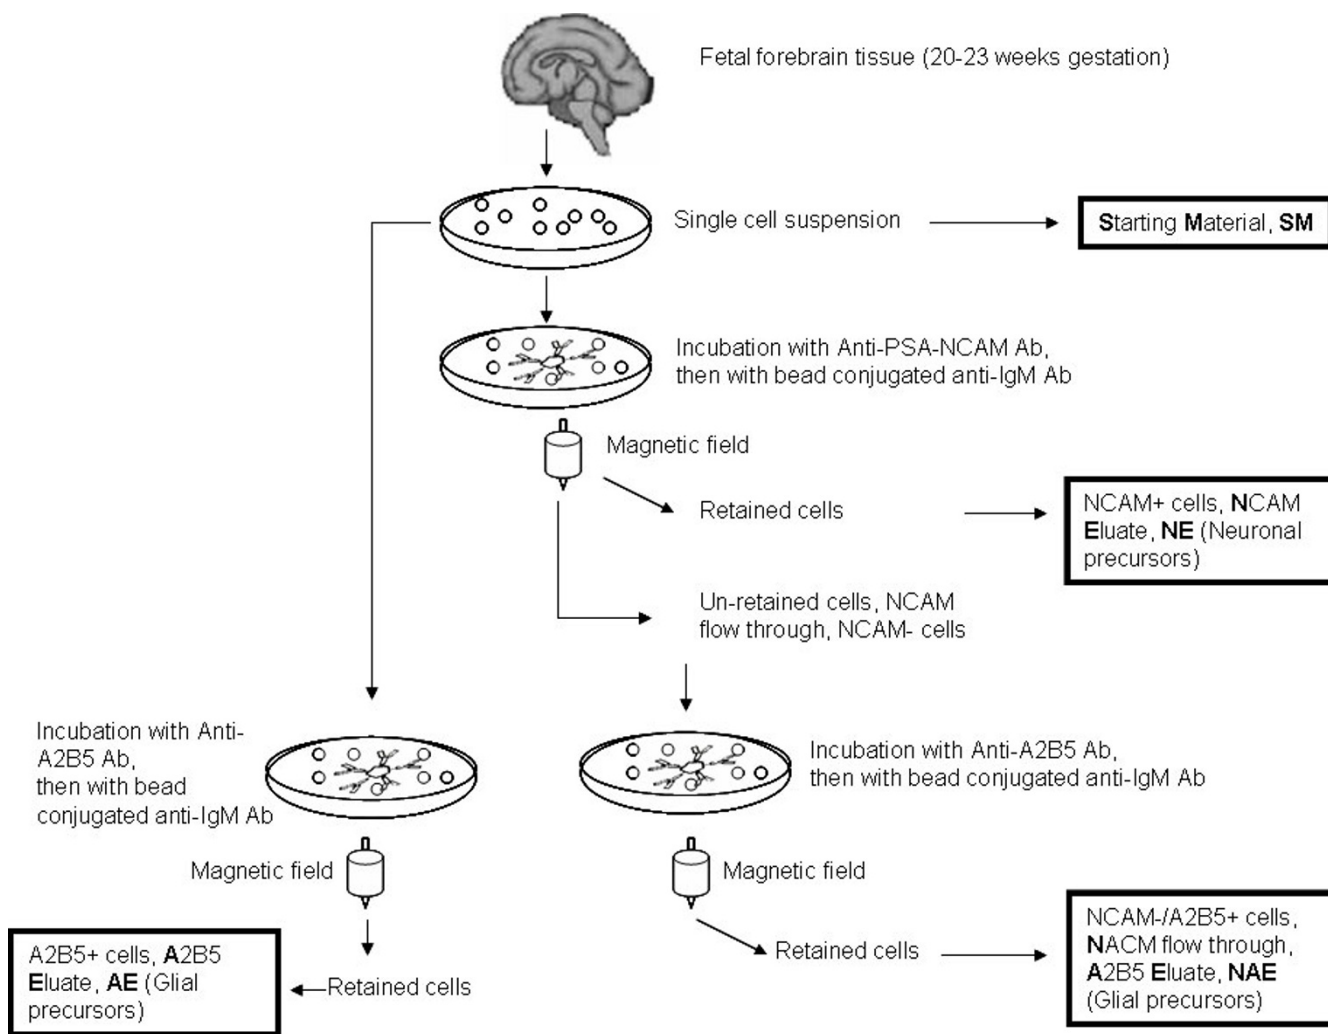 Fetal forebrain tissue (20-23 weeks gestation)
Single cell suspension
Starting Material, SM
Incubation with Anti-PSA-NCAM Ab,
then with bead conjugated anti-IgM Ab
Magnetic field
Retained cells
NCAM+ cells, NCAM
Eluate, NE (Neuronal
precursors)
Un-retained cells, NCAM
flow through, NCAM- cells
Incubation with Anti-
A2B5 Ab,
then with bead
conjugated anti-IgM Ab
Incubation with Anti-A2B5 Ab,
then with bead conjugated anti-IgM Ab
Magnetic field
Magnetic field
A2B5+ cells, A2B5
Eluate, AE (Glial
precursors)
Retained cells
Retained cells
NCAM-/A2B5+ cells,
NACM flow through,
A2B5 Eluate, NAE
(Glial precursors)